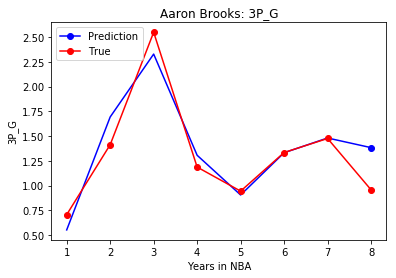 Aaron Brooks: 3P_G
Prediction
True
3P_G
2.50
2.25
2.00
1.75
1.50
1.25
1.00
0.75
0.50
1 2 3 4 5 6 7 8
Years in NBA